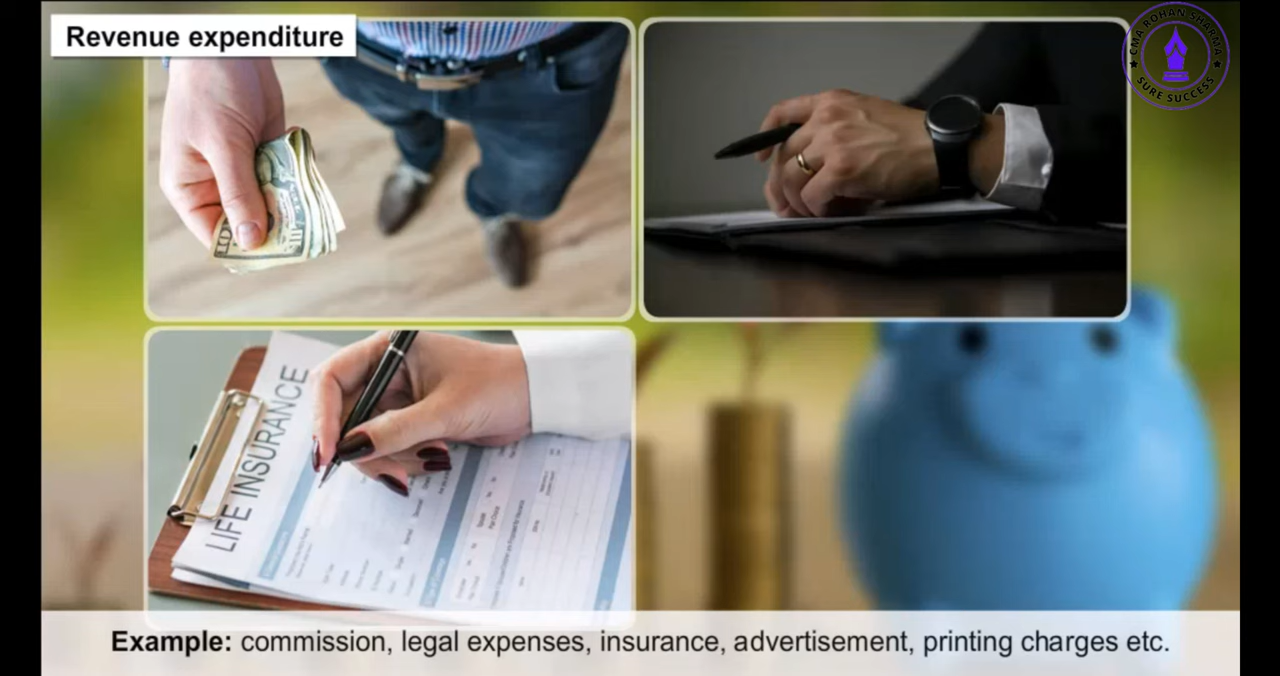 Revenue expenditure
CMA ROHAN SHARMA
SURE SUCCESS
LIFE INSURANCE
Example: commission, legal expenses, insurance, advertisement, printing charges etc.